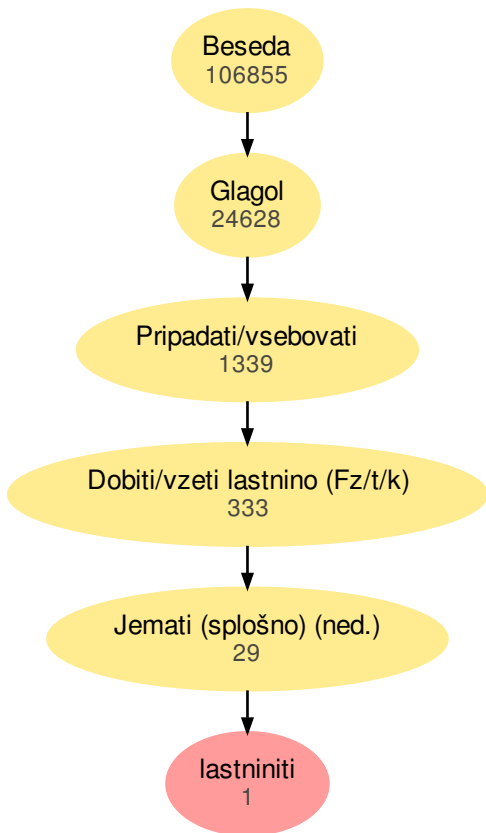 Beseda
106855
Glagol
24628
Pripadati/vsebovati
1339
Dobiti/vzeti lastnino (Fz/t/k)
333
Jemati (splošno) (ned.)
29
lastniniti
1